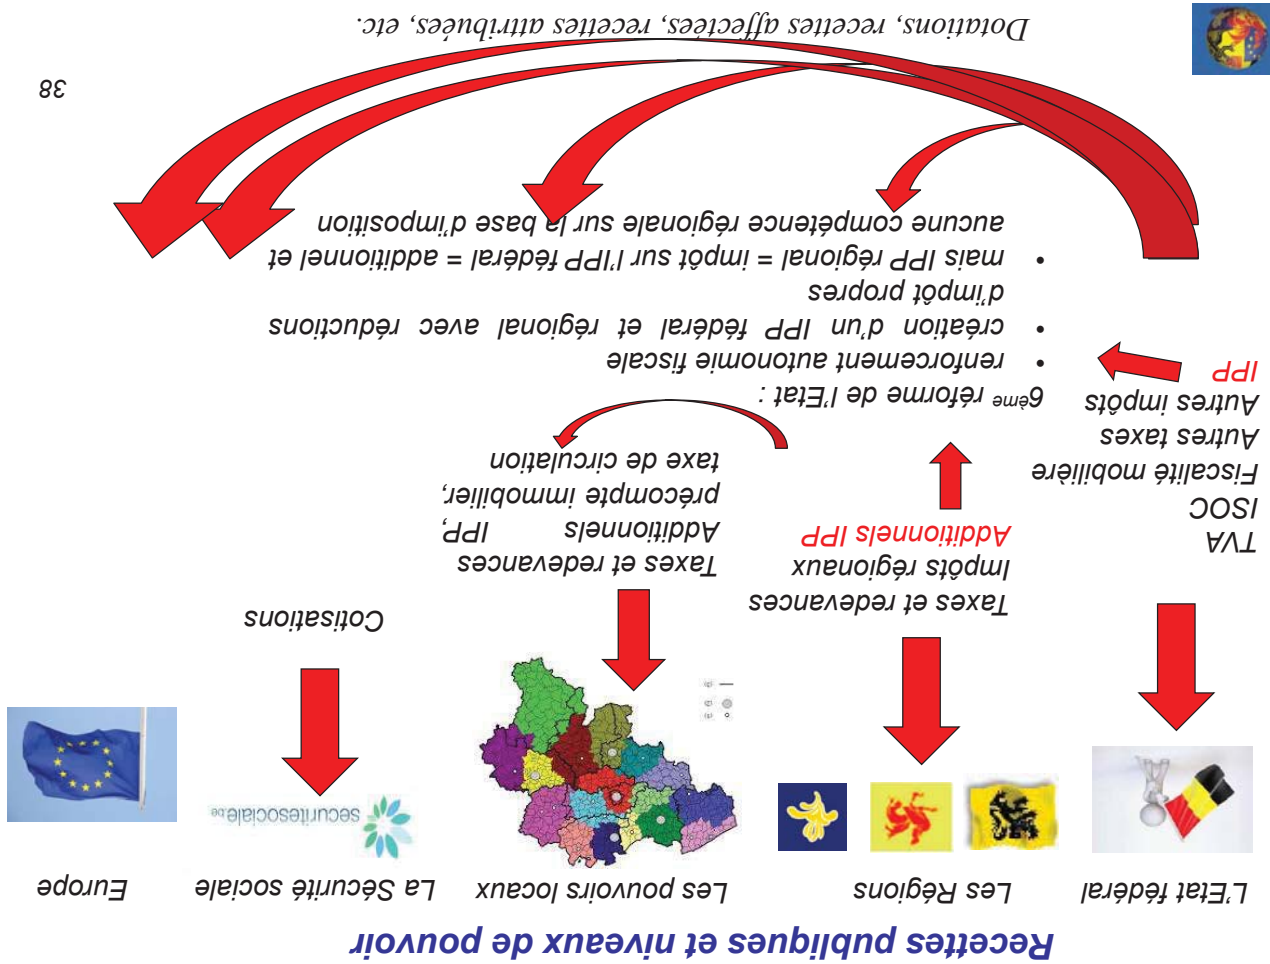 Recettes publiques et niveaux de pouvoir
L'Etat fédéral
Les Régions
Les pouvoirs locaux
La Sécurité sociale
Europe
sécuritésociale.be
TVA
ISOC
Fiscalité mobilière
Autres taxes
Autres impôts
IPP
Taxes et redevances
Impôts régionaux
Additionnels IPP
Taxes et redevances
Additionnels IPP,
précompte immobilier,
taxe de circulation
Cotisations
6ème réforme de l'Etat :
• renforcement autonomie fiscale
• création d'un IPP fédéral et régional avec réductions
d'impôt propres
• mais IPP régional = impôt sur l'IPP fédéral = additionnel et
aucune compétence régionale sur la base d'imposition
38
Dotations, recettes affectées, recettes attribuées, etc.